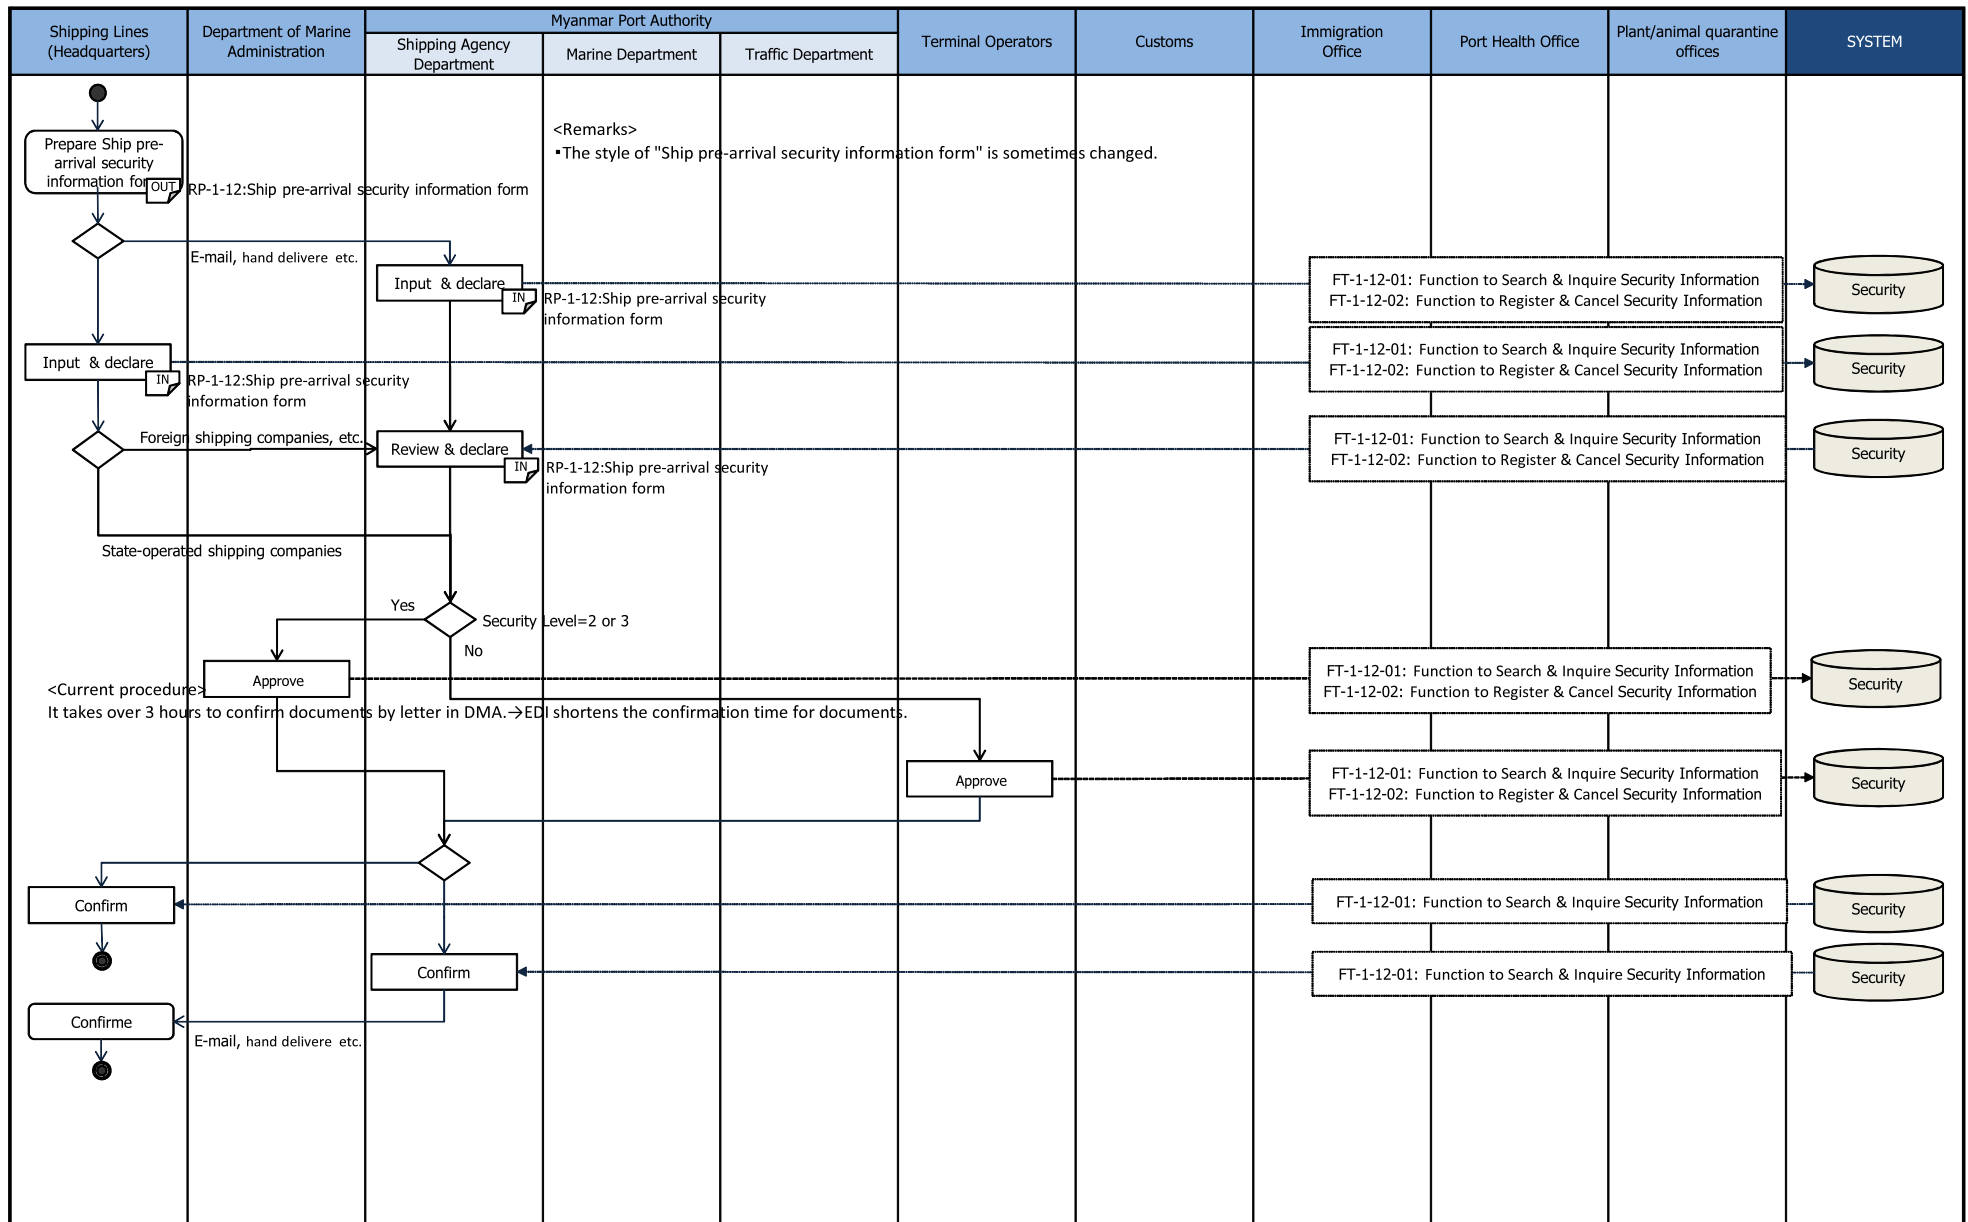 Shipping Lines
(Headquarters)
Department of Marine
Administration
Myanmar Port Authority
Shipping Agency
Department
Marine Department
Traffic Department
Terminal Operators
Customs
Immigration
Office
Port Health Office
Plant/animal quarantine
offices
SYSTEM
<Remarks>
▪The style of "Ship pre-arrival security information form" is sometimes changed.
Prepare Ship pre-
arrival security
information form
OUT
RP-1-12:Ship pre-arrival security information form
E-mail, hand delivere etc.
Input & declare
IN
RP-1-12:Ship pre-arrival security
information form
FT-1-12-01: Function to Search & Inquire Security Information
FT-1-12-02: Function to Register & Cancel Security Information
Security
Input & declare
IN
RP-1-12:Ship pre-arrival security
information form
FT-1-12-01: Function to Search & Inquire Security Information
FT-1-12-02: Function to Register & Cancel Security Information
Security
Foreign shipping companies, etc.
Review & declare
IN
RP-1-12:Ship pre-arrival security
information form
FT-1-12-01: Function to Search & Inquire Security Information
FT-1-12-02: Function to Register & Cancel Security Information
Security
State-operated shipping companies
Yes
Security Level=2 or 3
No
Approve
FT-1-12-01: Function to Search & Inquire Security Information
FT-1-12-02: Function to Register & Cancel Security Information
Security
<Current procedure>
It takes over 3 hours to confirm documents by letter in DMA.→EDI shortens the confirmation time for documents.
Approve
FT-1-12-01: Function to Search & Inquire Security Information
FT-1-12-02: Function to Register & Cancel Security Information
Security
Confirm
FT-1-12-01: Function to Search & Inquire Security Information
Security
Confirm
FT-1-12-01: Function to Search & Inquire Security Information
Security
Confirme
E-mail, hand delivere etc.